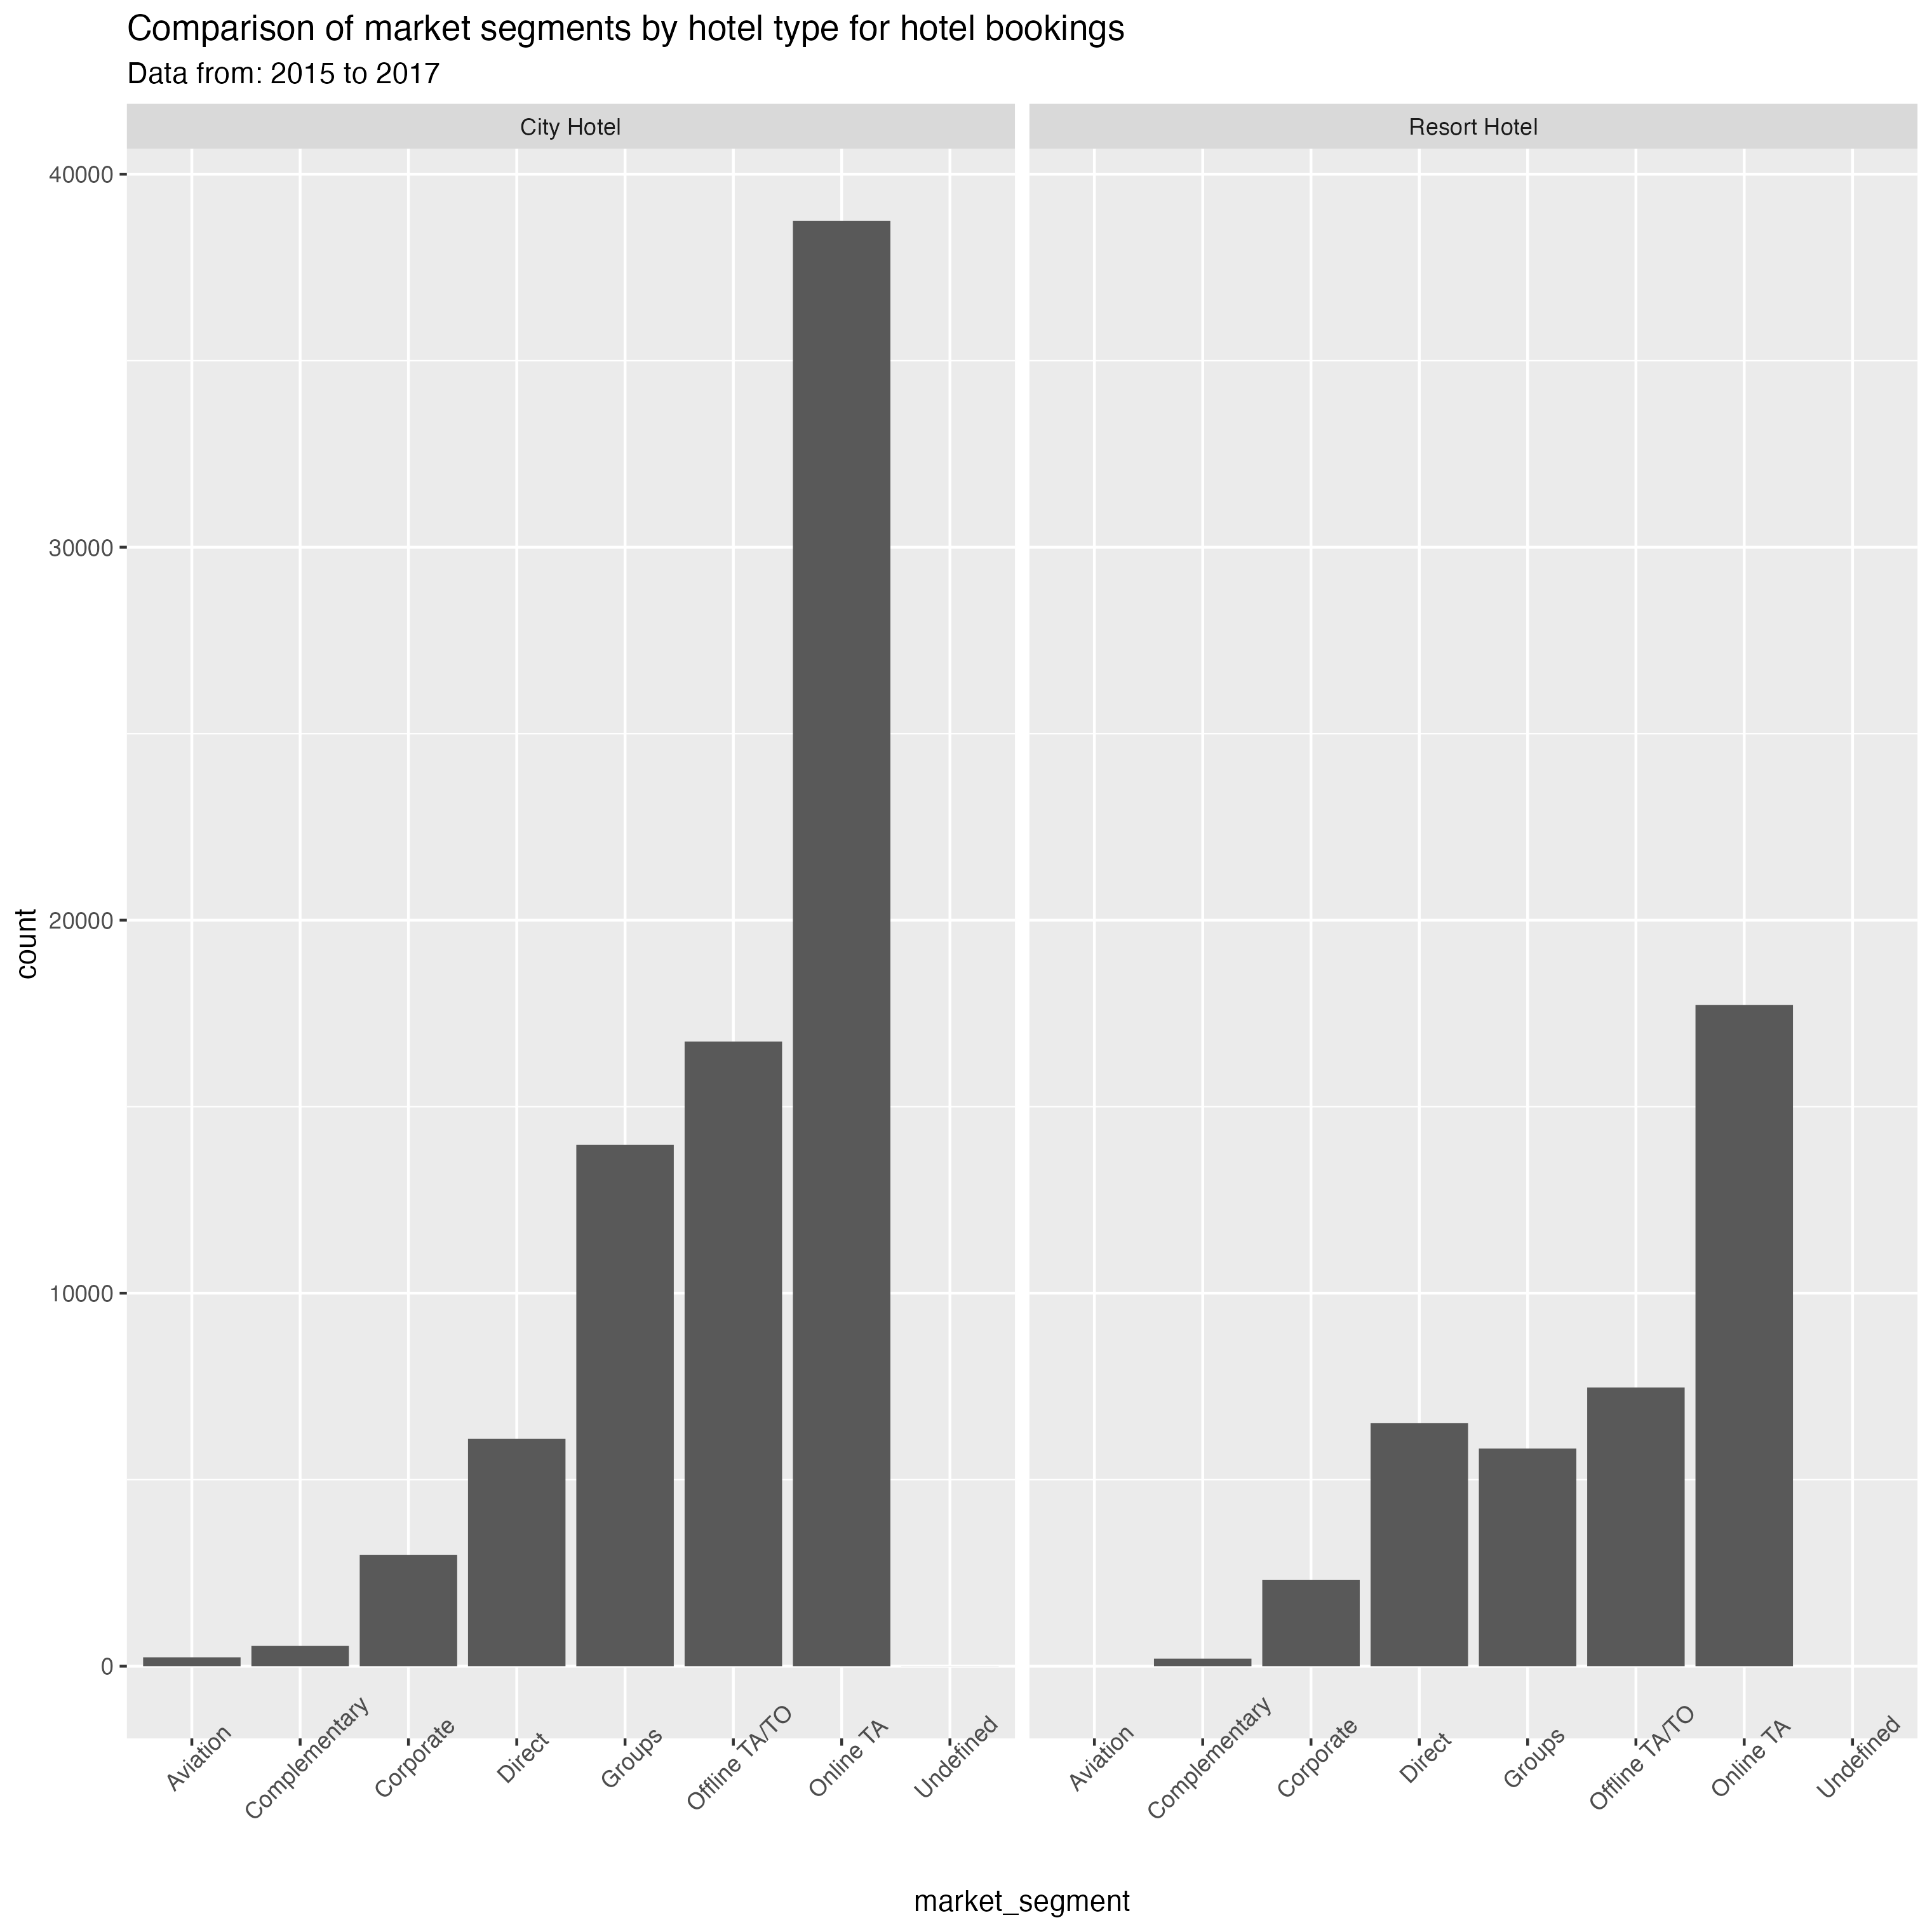 Comparison of market segments by hotel type for hotel bookings
Data from: 2015 to 2017
City Hotel
Resort Hotel
40000
30000
20000
10000
0
count
Aviation
Complementary
Corporate
Direct
Groups
Offline TA/TO
Online TA
Undefined
Aviation
Complementary
Corporate
Direct
Groups
Offline TA/TO
Online TA
Undefined
market_segment